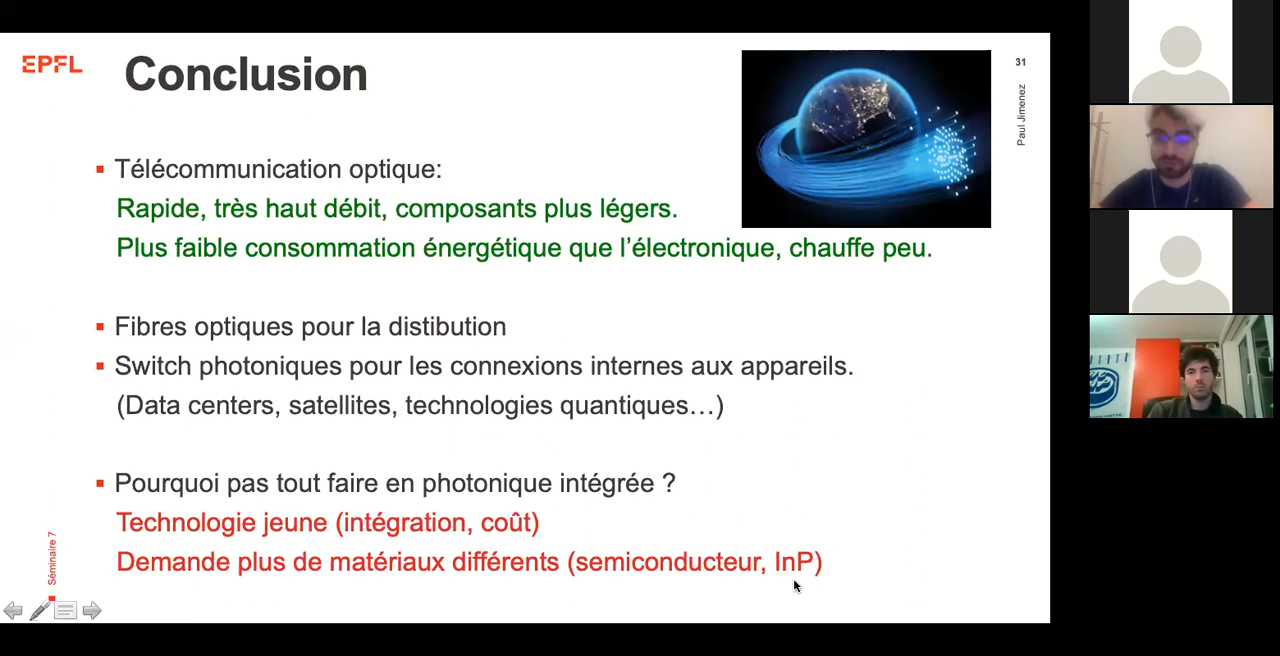 EPFL
Conclusion
31
Paul Jimenez
Télécommunication optique:
Rapide, très haut débit, composants plus légers.
Plus faible consommation énergétique que l’électronique, chauffe peu.
Fibres optiques pour la distibution
Switch photoniques pour les connexions internes aux appareils.
(Data centers, satellites, technologies quantiques…)
Pourquoi pas tout faire en photonique intégrée ?
Technologie jeune (intégration, coût)
Demande plus de matériaux différents (semiconducteur, InP)
Séminaire 7